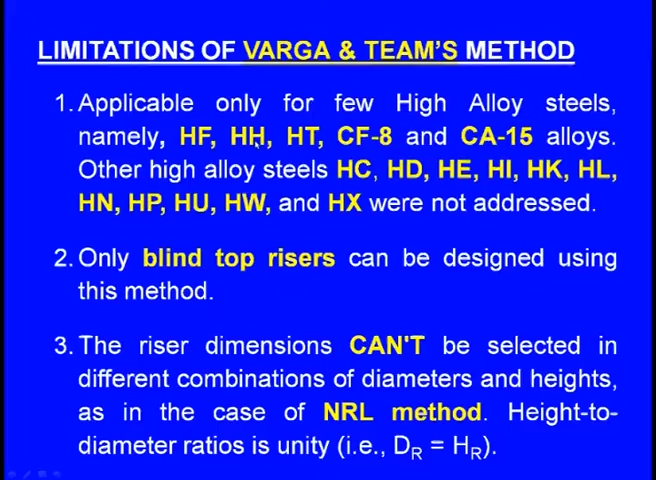 LIMITATIONS OF VARGA & TEAM'S METHOD
1. Applicable only for few High Alloy steels,
namely, HF, HH, HT, CF-8 and CA-15 alloys.
Other high alloy steels HC, HD, HE, HI, HK, HL,
HN, HP, HU, HW, and HX were not addressed.
2. Only blind top risers can be designed using
this method.
3. The riser dimensions CAN'T be selected in
different combinations of diameters and heights,
as in the case of NRL method. Height-to-
diameter ratios is unity (i.e., D_R = H_R).